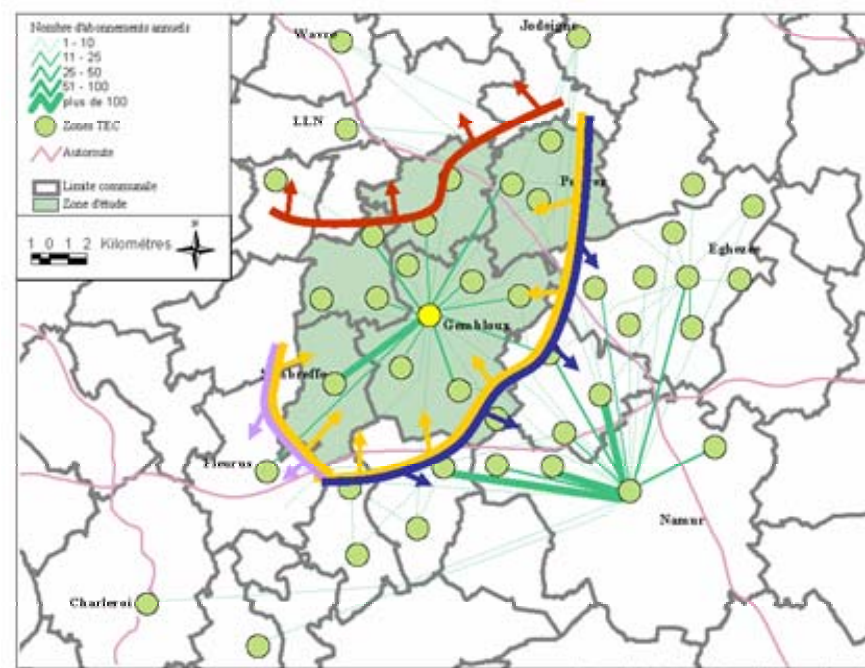 Nombre d'abonnements annuels
1 - 10
11 - 25
25 - 50
51 - 100
plus de 100
Zones TEC
Autoroute
Limite communale
Zone d'étude
N
1 0 1 2 Kilomètres
Wavre
Jodoigne
LLN
Eghezée
Gembloux
Fleurus
Namur
Charleroi